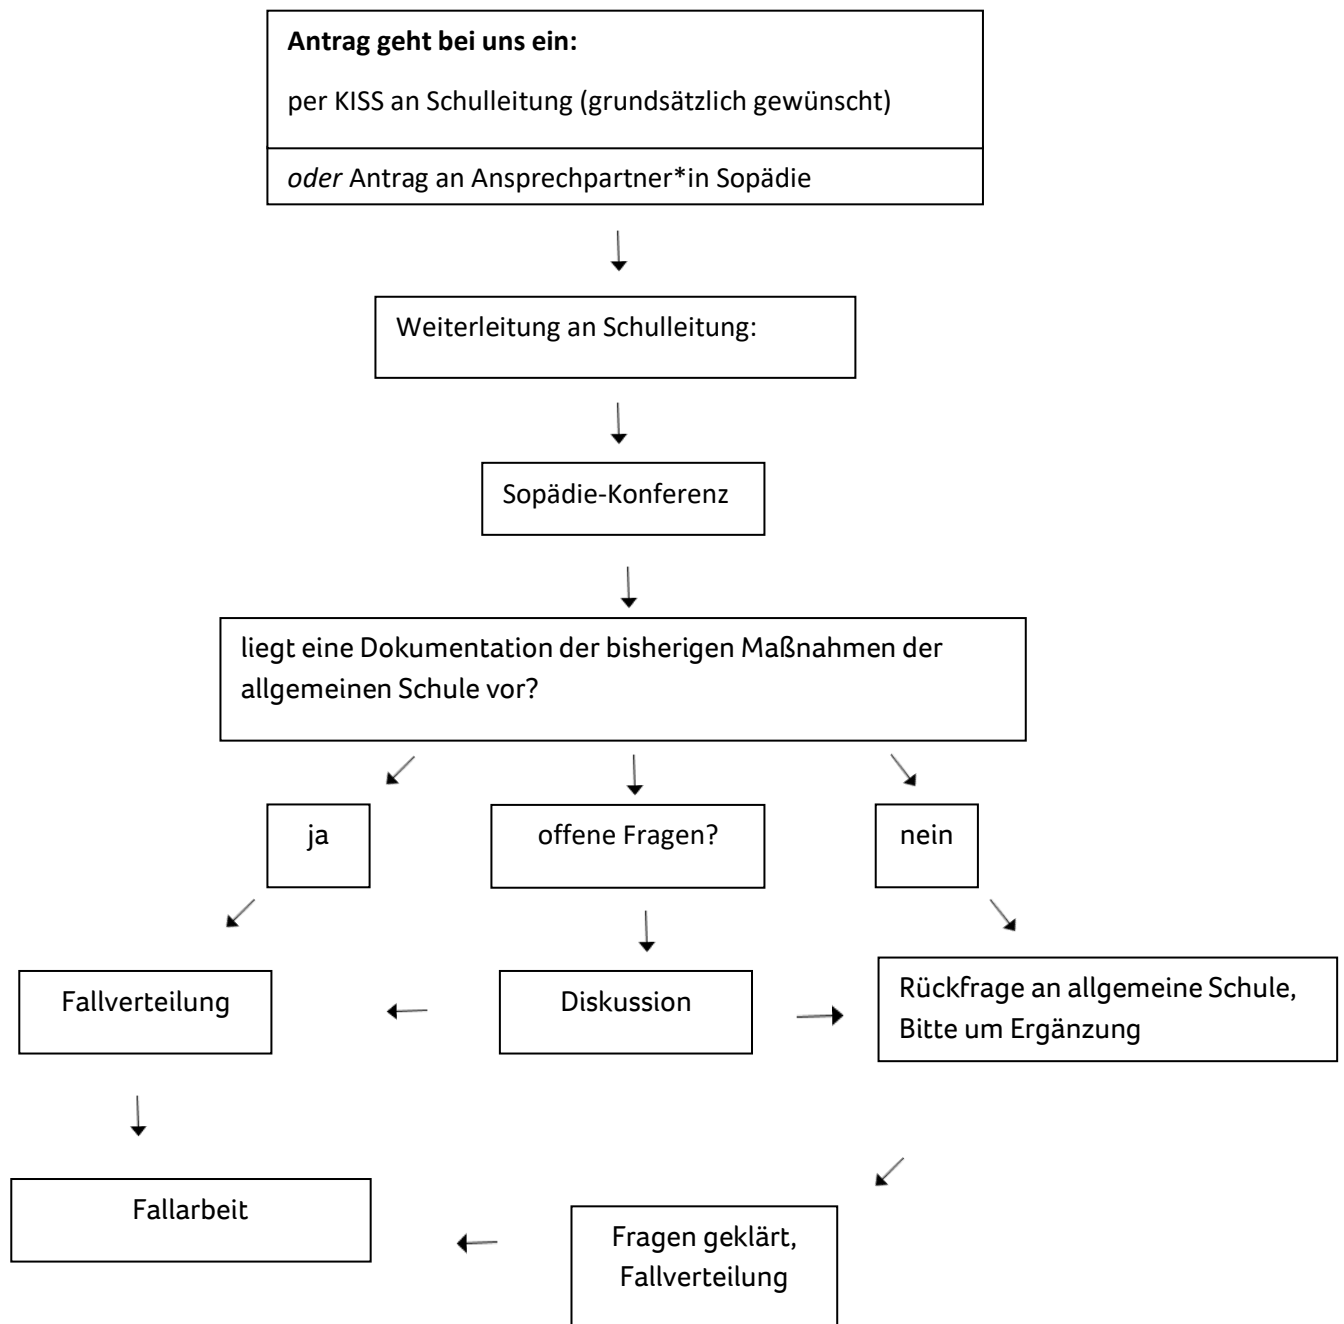 Antrag geht bei uns ein:
per KISS an Schulleitung (grundsätzlich gewünscht)
oder Antrag an Ansprechpartner*in Sopädie
Weiterleitung an Schulleitung:
Sopädie-Konferenz
liegt eine Dokumentation der bisherigen Maßnahmen der
allgemeinen Schule vor?
ja
offene Fragen?
nein
Fallverteilung
Diskussion
Rückfrage an allgemeine Schule,
Bitte um Ergänzung
Fallarbeit
Fragen geklärt,
Fallverteilung